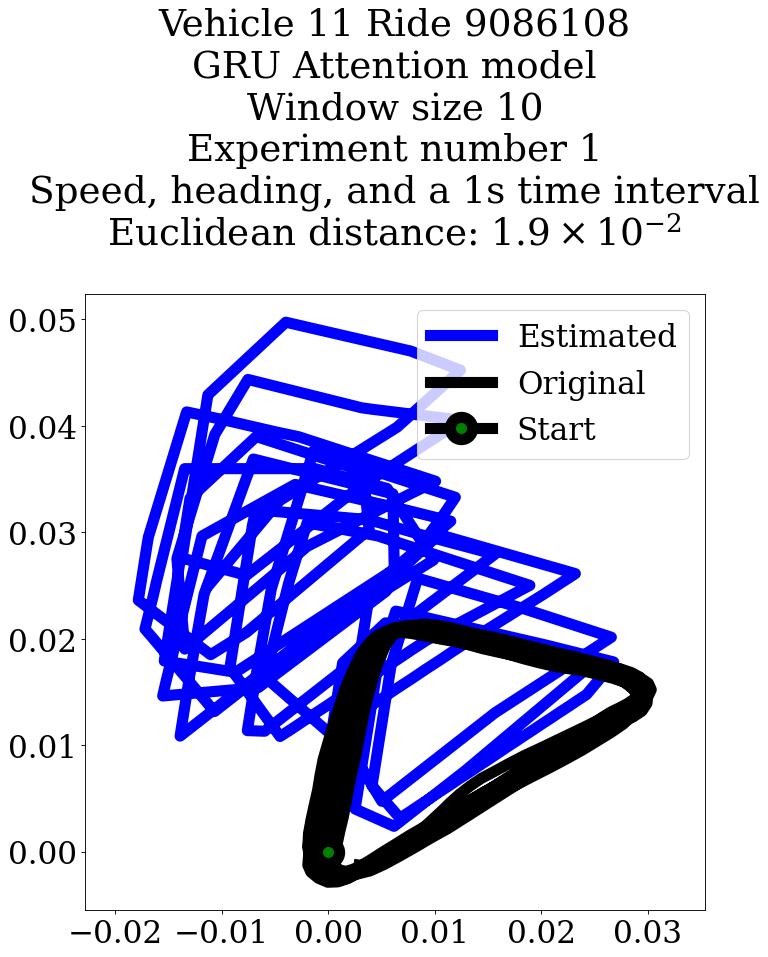 Vehicle 11 Ride 9086108
GRU Attention model
Window size 10
Experiment number 1
Speed, heading, and a 1s time interval
Euclidean distance: 1.9 × 10⁻²
0.05
0.04
0.03
0.02
0.01
0.00
Estimated
Original
Start
−0.02 −0.01 0.00 0.01 0.02 0.03